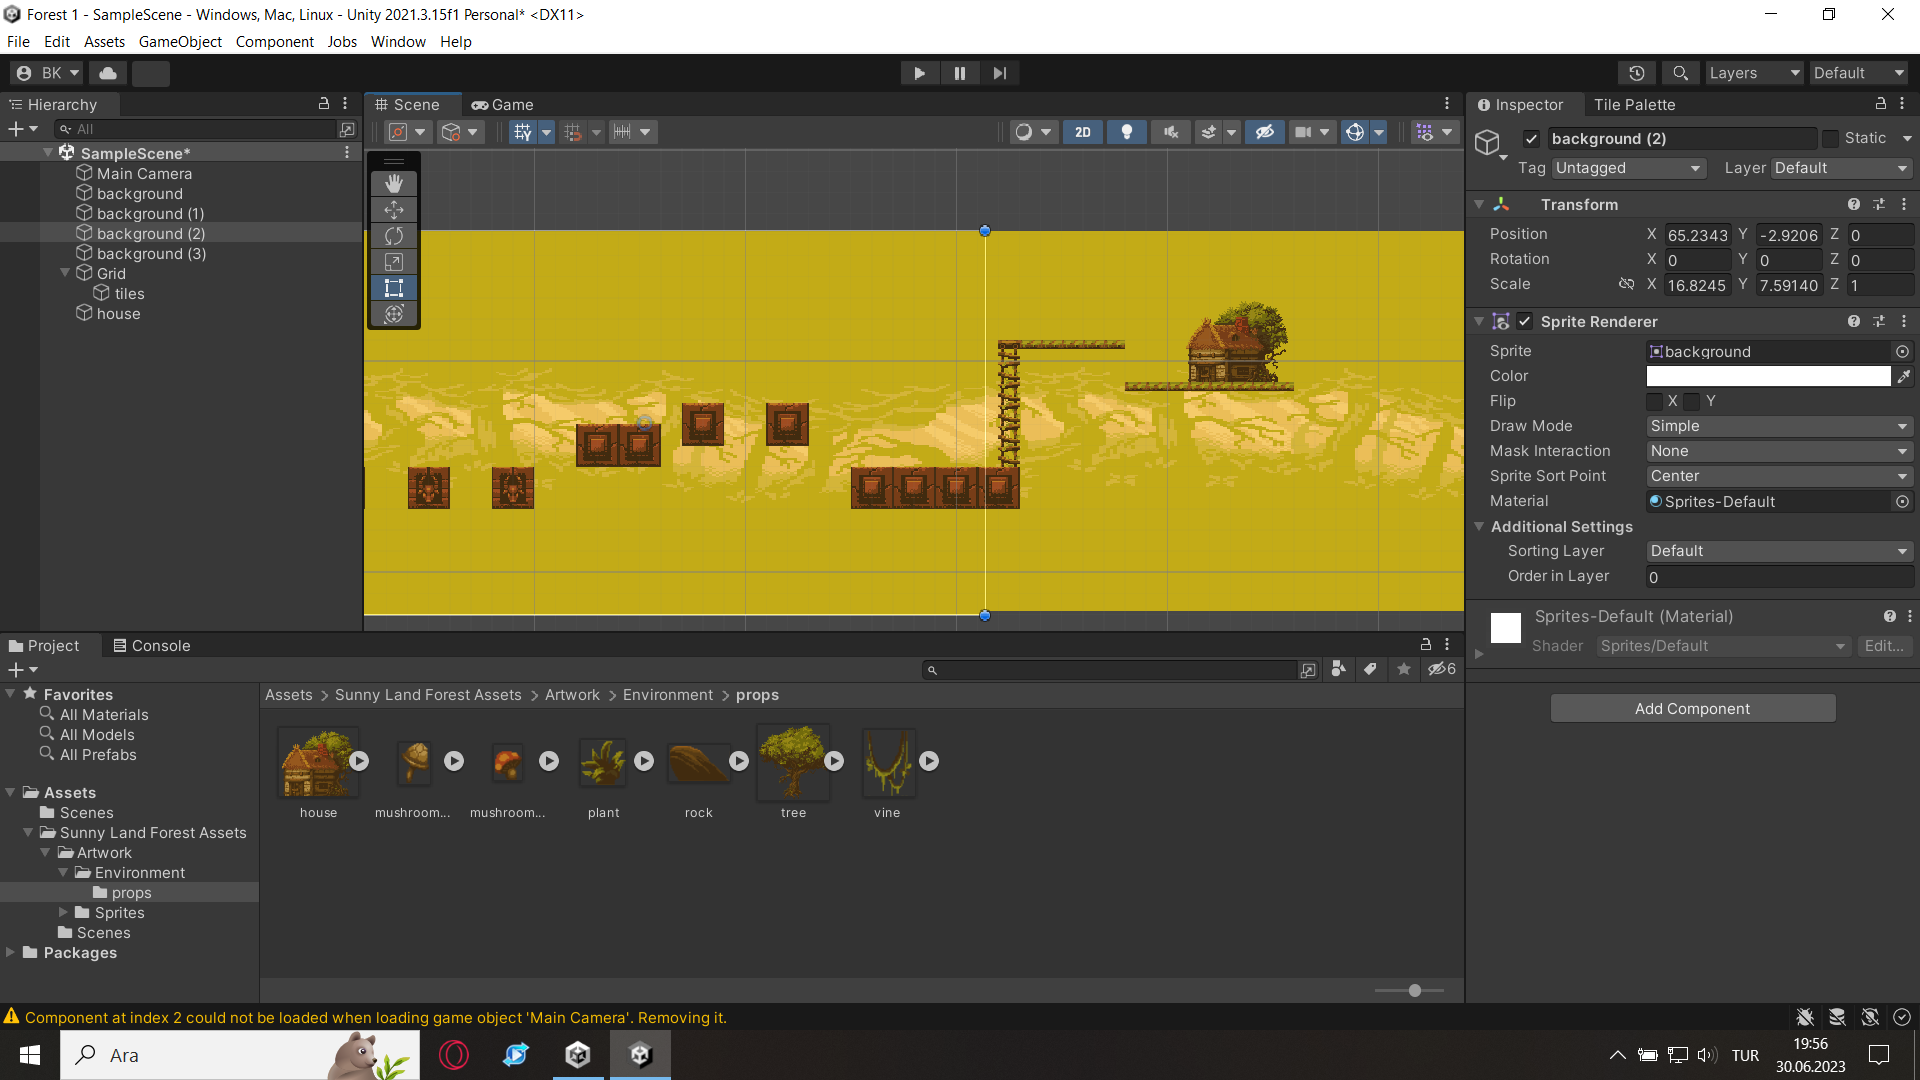 Forest 1 - SampleScene - Windows, Mac, Linux - Unity 2021.3.15f1 Personal* <DX11>
File Edit Assets GameObject Component Jobs Window Help
BK
Layers
Default
Hierarchy
All
SampleScene*
Main Camera
background
background (1)
background (2)
background (3)
Grid
tiles
house
Scene
Game
2D
Inspector
Tile Palette
background (2)
Static
Tag Untagged
Layer Default
Transform
Position X 65.2343 Y -2.9206 Z 0
Rotation X 0 Y 0 Z 0
Scale X 16.8245 Y 7.59140 Z 1
Sprite Renderer
Sprite background
Color
Flip X Y
Draw Mode Simple
Mask Interaction None
Sprite Sort Point Center
Material Sprites-Default
Additional Settings
Sorting Layer Default
Order in Layer 0
Sprites-Default (Material)
Shader Sprites/Default Edit...
Add Component
Project
Console
6
Favorites
All Materials
All Models
All Prefabs
Assets
Scenes
Sunny Land Forest Assets
Artwork
Environment
props
Sprites
Scenes
Packages
Assets > Sunny Land Forest Assets > Artwork > Environment > props
house
mushroom...
mushroom...
plant
rock
tree
vine
Component at index 2 could not be loaded when loading game object 'Main Camera'. Removing it.
Ara
TUR
19:56
30.06.2023